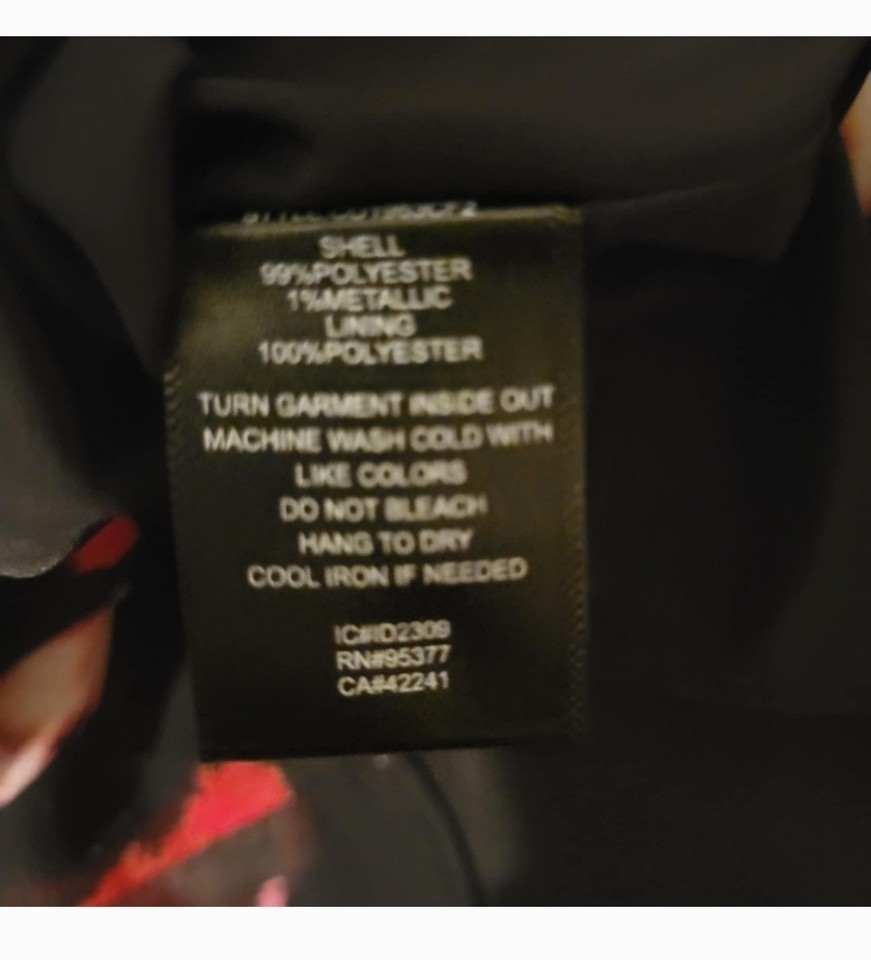 SHELL
99%POLYESTER
1%METALLIC
LINING
100%POLYESTER
TURN GARMENT INSIDE OUT
MACHINE WASH COLD WITH
LIKE COLORS
DO NOT BLEACH
HANG TO DRY
COOL IRON IF NEEDED
IC#ID2309
RN#95377
CA#42241